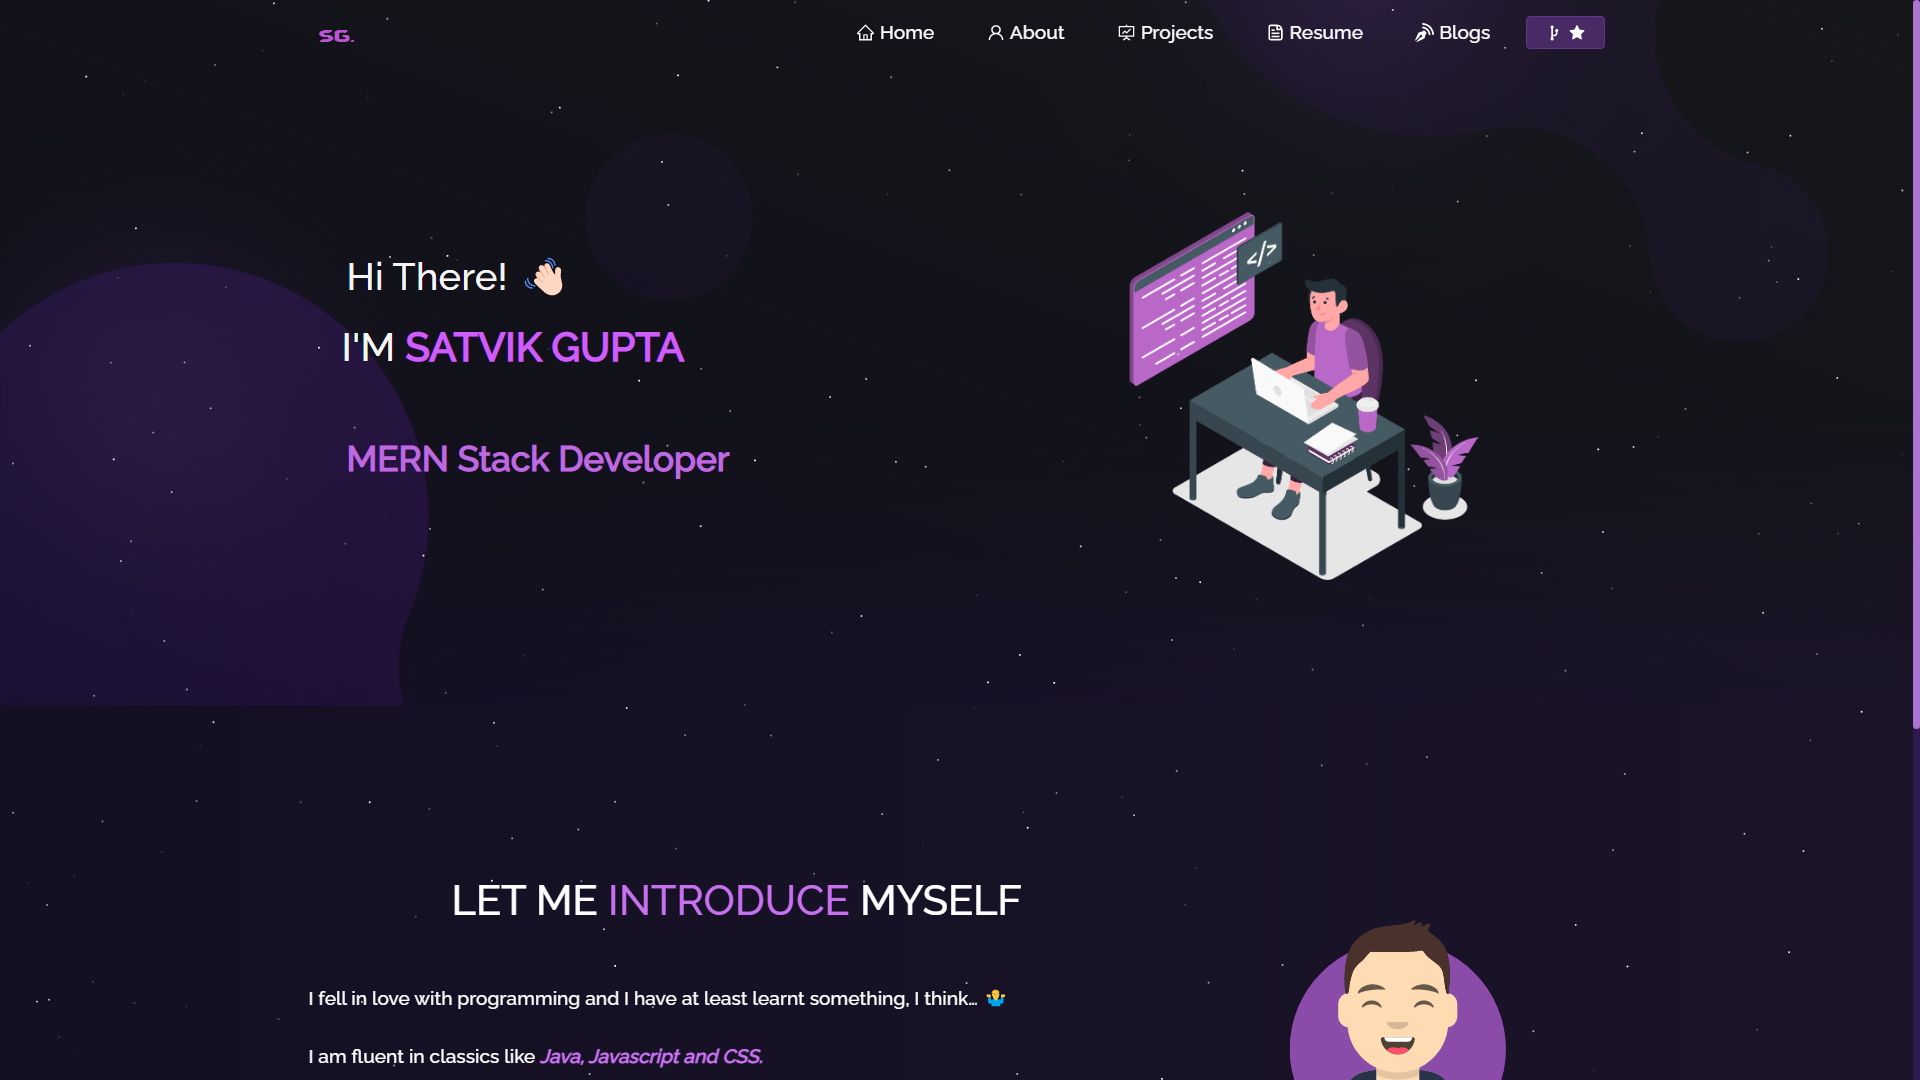 SG.
Home
About
Projects
Resume
Blogs
Hi There! 👋🏻
</>
I'M SATVIK GUPTA
MERN Stack Developer
LET ME INTRODUCE MYSELF
I fell in love with programming and I have at least learnt something, I think… 🤷‍♂️
I am fluent in classics like Java, Javascript and CSS.